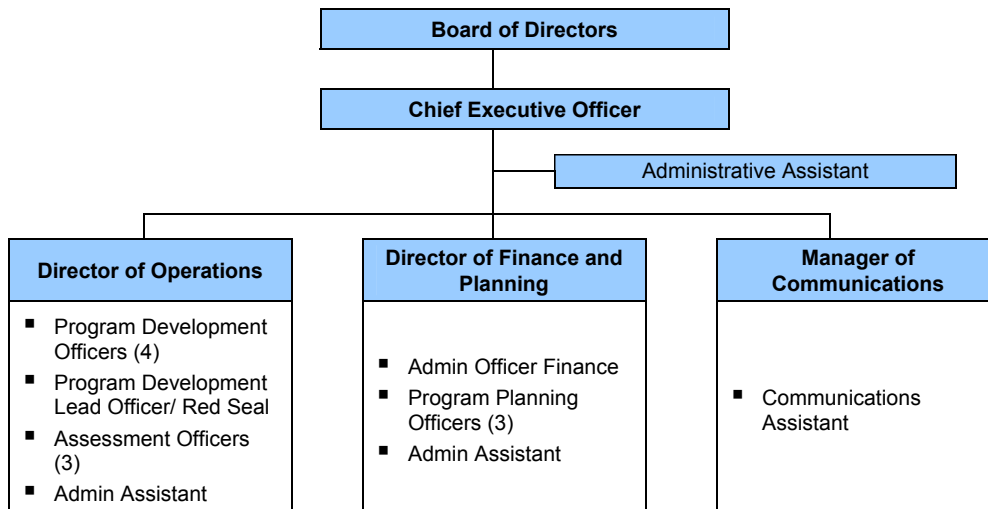 Board of Directors
Chief Executive Officer
Administrative Assistant
Director of Operations
▪ Program Development
Officers (4)
▪ Program Development
Lead Officer/ Red Seal
▪ Assessment Officers
(3)
▪ Admin Assistant
Director of Finance and
Planning
▪ Admin Officer Finance
▪ Program Planning
Officers (3)
▪ Admin Assistant
Manager of
Communications
▪ Communications
Assistant